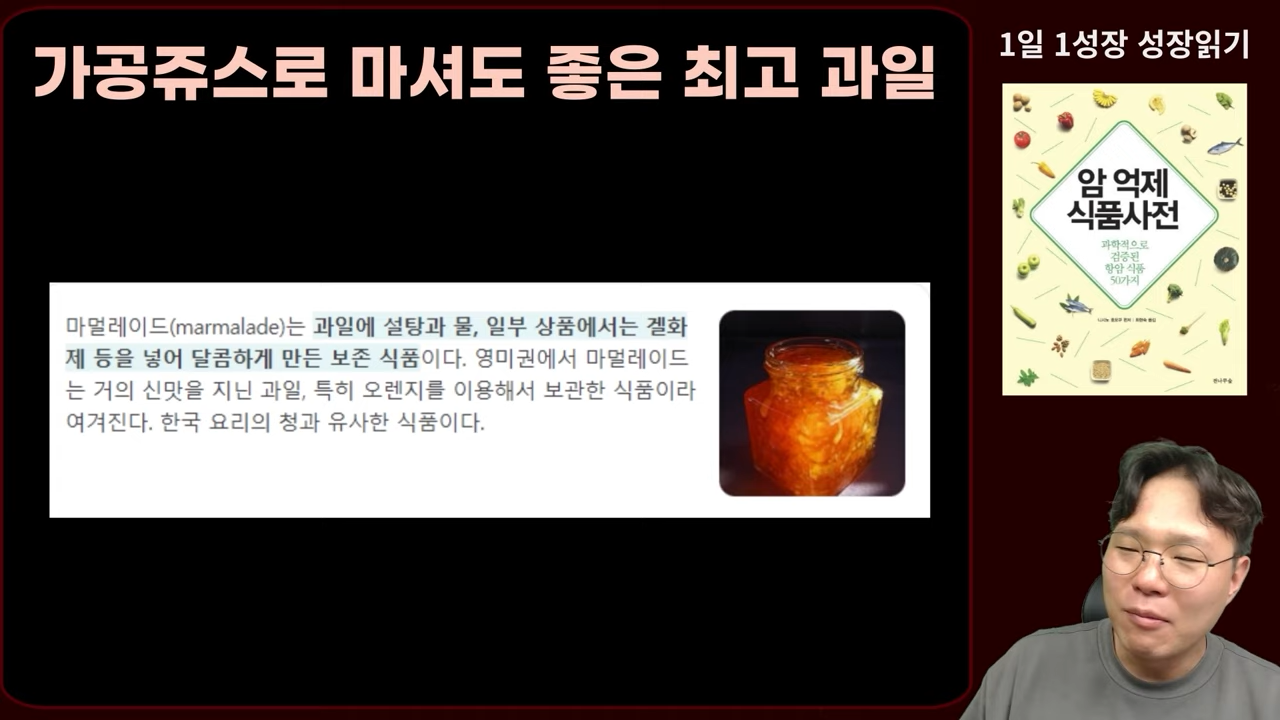 가공쥬스로 마셔도 좋은 최고 과일
1일 1성장 성장읽기
암 억제
식품사전
과학적으로
검증된
항암 식품
50가지
전나무숲
마멀레이드(marmalade)는 과일에 설탕과 물, 일부 상품에서는 겔화
제 등을 넣어 달콤하게 만든 보존 식품이다. 영미권에서 마멀레이드
는 거의 신맛을 지닌 과일, 특히 오렌지를 이용해서 보관한 식품이라
여겨진다. 한국 요리의 청과 유사한 식품이다.